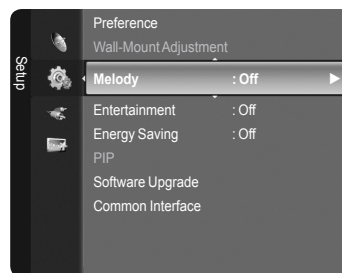 Setup
Preference
Wall-Mount Adjustment
Melody : Off
Entertainment : Off
Energy Saving : Off
PIP
Software Upgrade
Common Interface